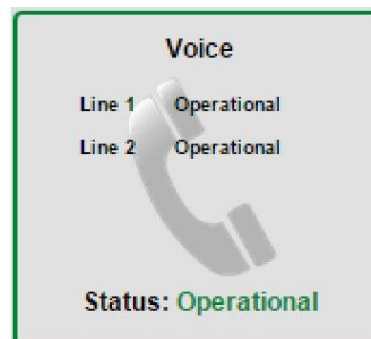 Voice
Line 1 Operational
Line 2 Operational
Status: Operational